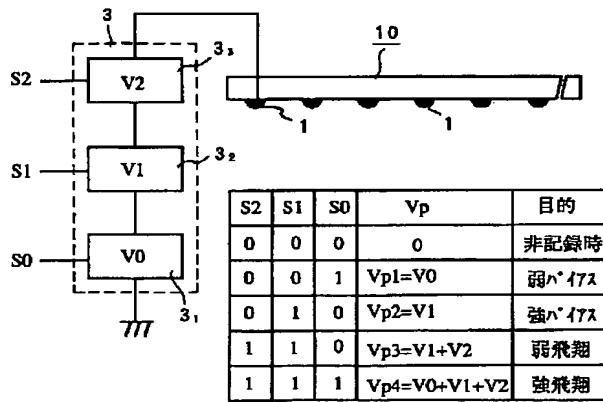 3
3₃
S2
V2
10
1
1
3₂
S1
V1
S0
V0
3₁
S2 S1 S0 Vp 目的
0 0 0 0 非記録時
0 0 1 Vp1=V0 弱バイアス
0 1 0 Vp2=V1 強バイアス
1 1 0 Vp3=V1+V2 弱飛翔
1 1 1 Vp4=V0+V1+V2 強飛翔